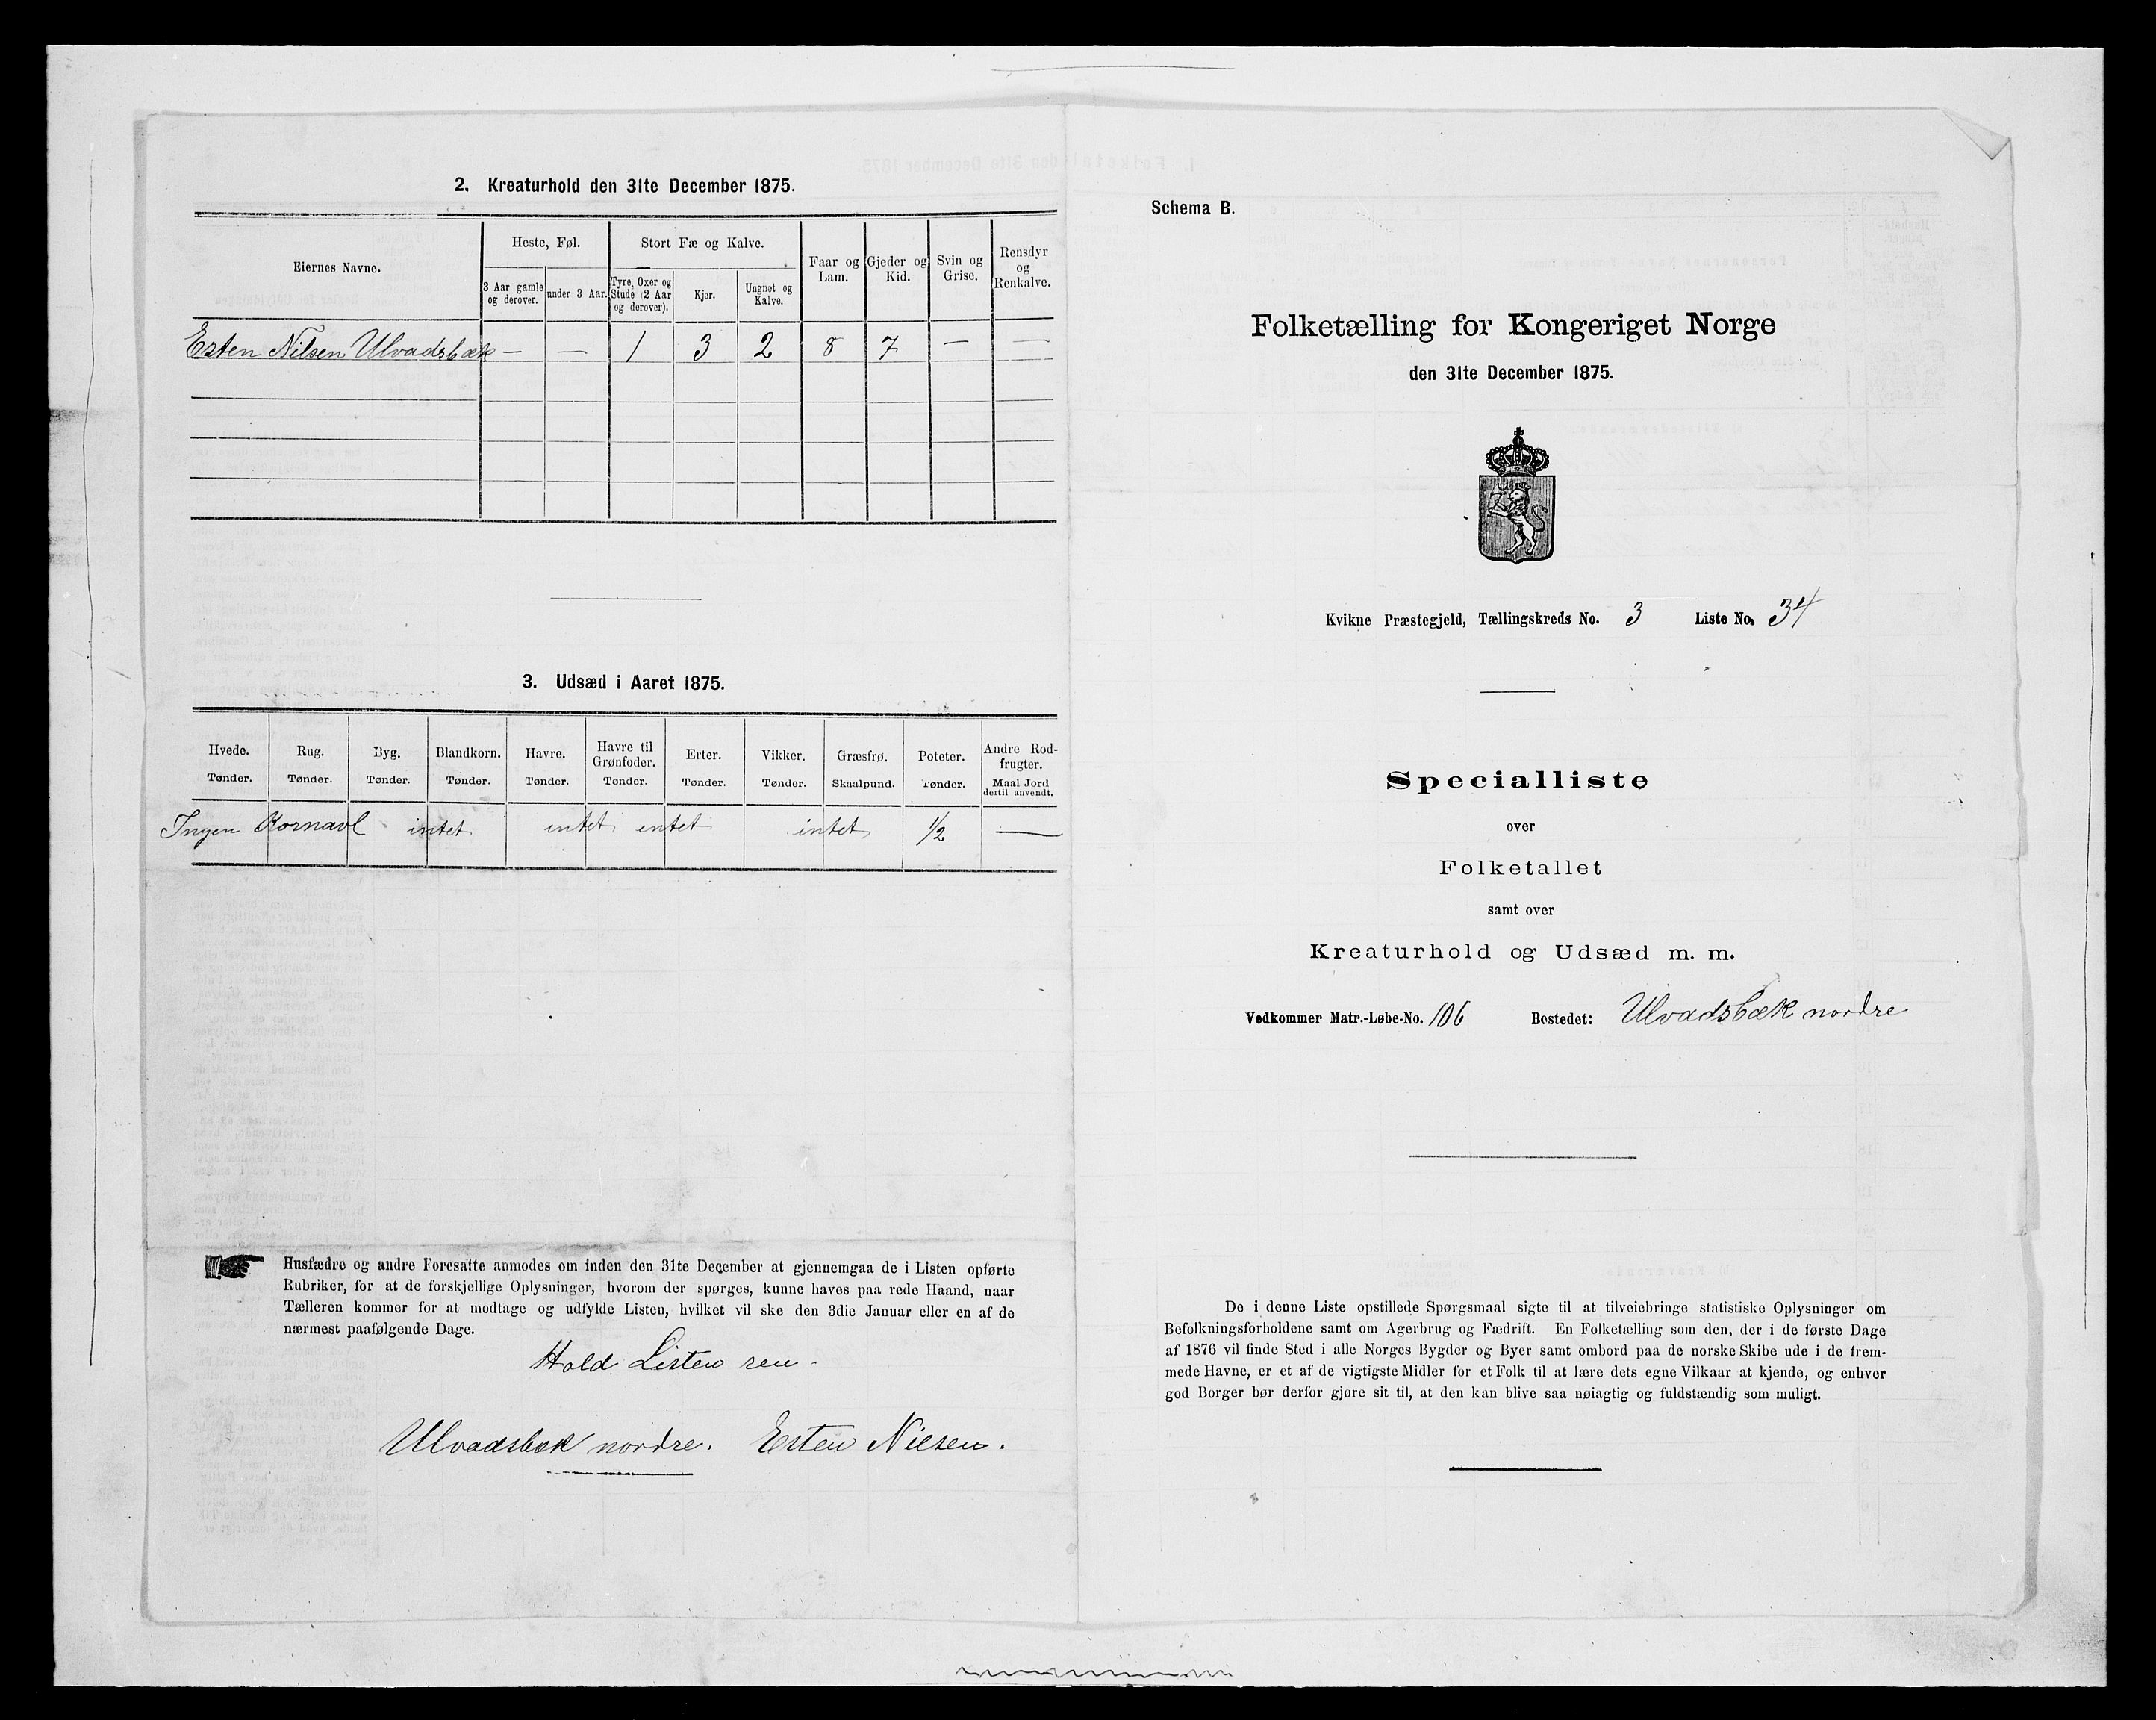 2. Kreaturhold den 31te December 1875.
Eiernes Navne.
Heste, Føl.
Stort Fæ og Kalve.
Faar og Lam.
Gjeder og Kid.
Svin og Grise.
Rensdyr og Renkalve.
3 Aar gamle og derover.
under 3 Aar.
Tyre, Oxer og Stude (2 Aar og derover).
Kjør.
Ungnøt og Kalve.
Esten Nilsen Ulvadsbæk — — 1 3 2 8 7 — —
3. Udsæd i Aaret 1875.
Hvede. Rug. Byg. Blandkorn. Havre. Havre til Grønfoder. Erter. Vikker. Græsfrø. Poteter. Andre Rodfrugter.
Tønder. Tønder. Tønder. Tønder. Tønder. Tønder. Tønder. Tønder. Skaalpund. Tønder. Maal Jord dertil anvendt.
Ingen Kornavl intet intet intet intet 1/2 —
Husfædre og andre Foresatte anmodes om inden den 31te December at gjennemgaa de i Listen opførte
Rubriker, for at de forskjellige Oplysninger, hvorom der spørges, kunne haves paa rede Haand, naar
Tælleren kommer for at modtage og udfylde Listen, hvilket vil ske den 3die Januar eller en af de
nærmest paafølgende Dage.
Hold Listen ren.
Ulvadsbæk nordre. Esten Nilsen.
Schema B.
Folketælling for Kongeriget Norge
den 31te December 1875.
Kvikne Præstegjeld, Tællingskreds No. 3 Liste No. 34
Specialliste
over
Folketallet
samt over
Kreaturhold og Udsæd m. m.
Vedkommer Matr.-Løbe-No. 106 Bostedet: Ulvadsbæk nordre
De i denne Liste opstillede Spørgsmaal sigte til at tilveiebringe statistiske Oplysninger om
Befolkningsforholdene samt om Agerbrug og Fædrift. En Folketælling som den, der i de første Dage
af 1876 vil finde Sted i alle Norges Bygder og Byer samt ombord paa de norske Skibe ude i de frem-
mede Havne, er et af de vigtigste Midler for et Folk til at lære dets egne Vilkaar at kjende, og enhver
god Borger bør derfor gjøre sit til, at den kan blive saa nøiagtig og fuldstændig som muligt.